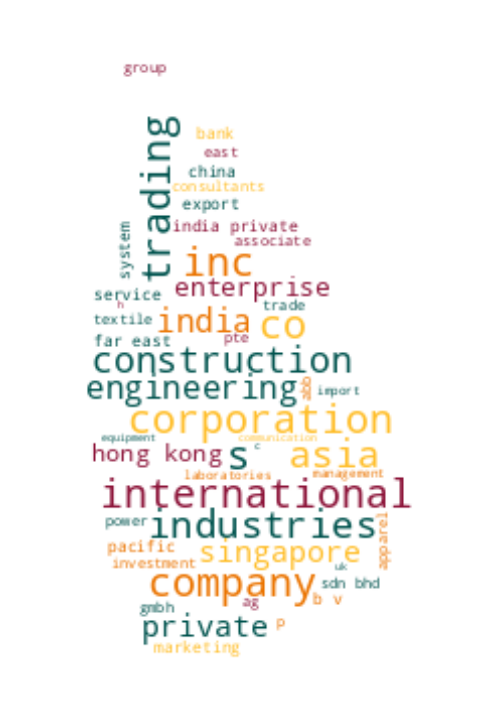 group
trading
bank
east
china
consultants
export
system
india private
associate
inc
enterprise
service
h
trade
textile
india
co
far east
pte
construction
engineering
abb
import
corporation
equipment
communication
hong kong
s
c
asia
laboratories
management
international
power
industries
apparel
pacific
singapore
investment
uk
company
sdn bhd
gmbh
ag
b v
private
p
marketing